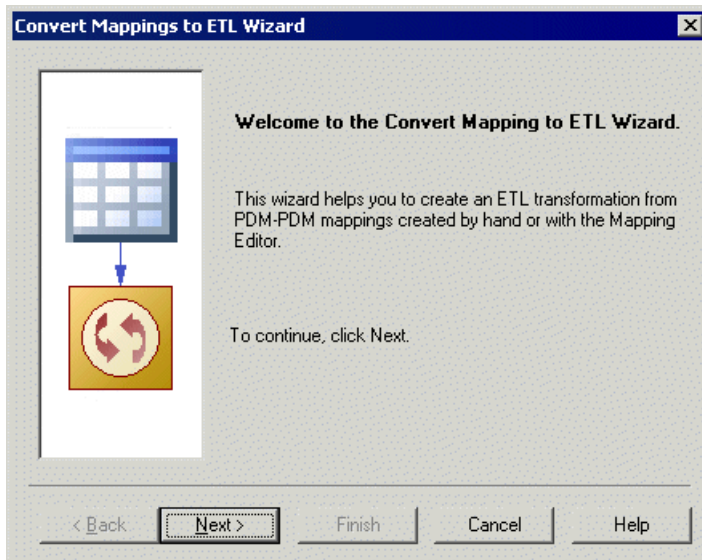 Convert Mappings to ETL Wizard
Welcome to the Convert Mapping to ETL Wizard.
This wizard helps you to create an ETL transformation from
PDM-PDM mappings created by hand or with the Mapping
Editor.
To continue, click Next.
< Back
Next >
Finish
Cancel
Help